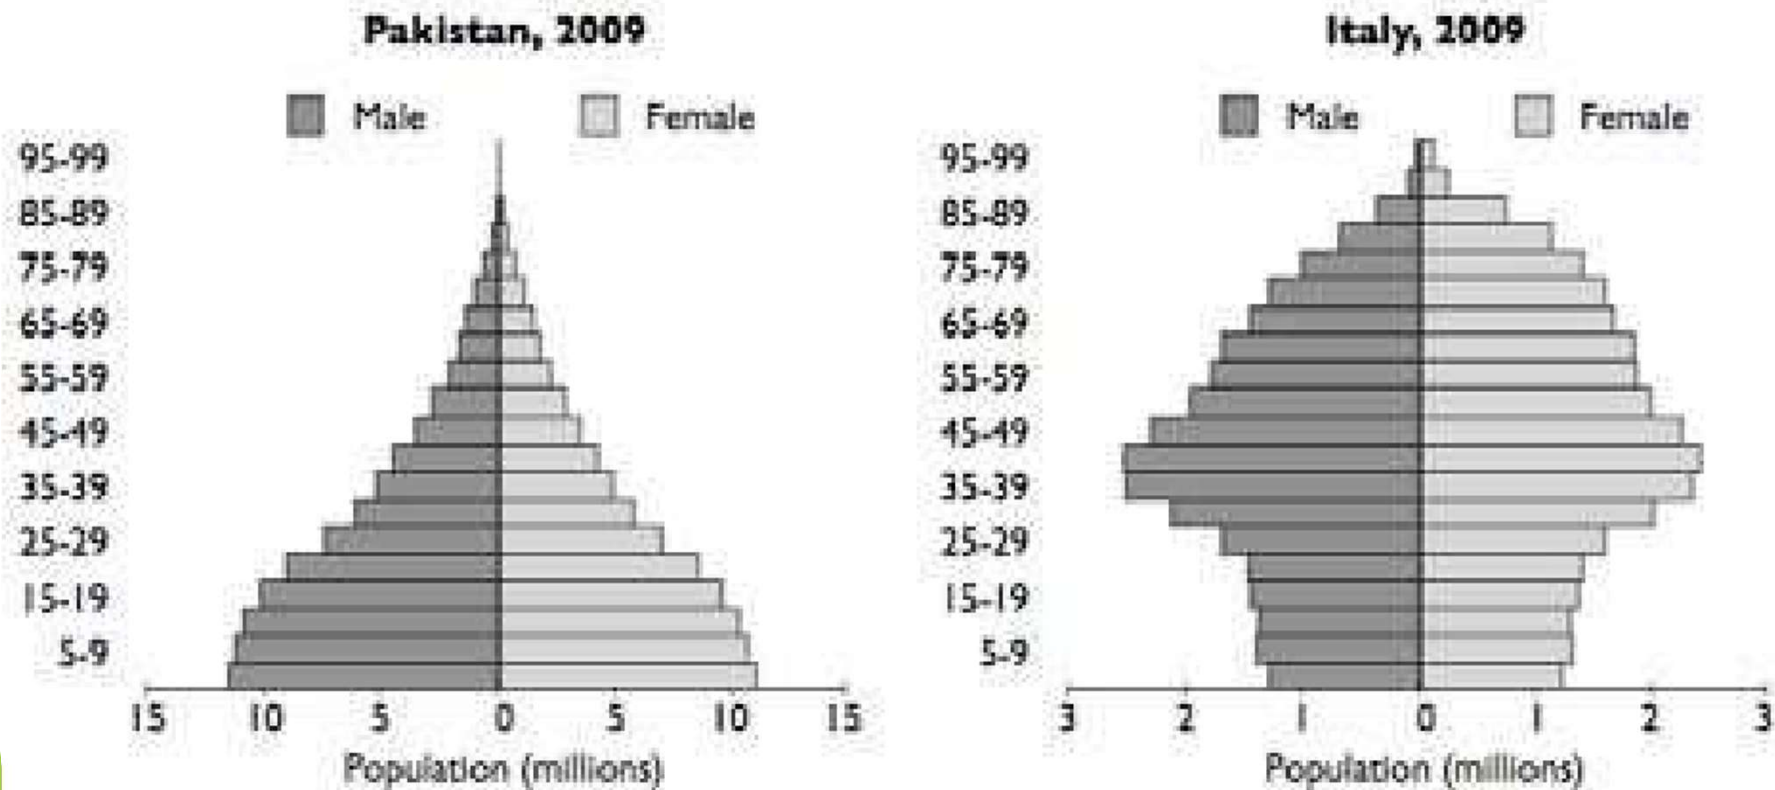 Pakistan, 2009
Male Female
95-99
85-89
75-79
65-69
55-59
45-49
35-39
25-29
15-19
5-9
15 10 5 0 5 10 15
Population (millions)
Italy, 2009
Male Female
95-99
85-89
75-79
65-69
55-59
45-49
35-39
25-29
15-19
5-9
3 2 1 0 1 2 3
Population (millions)